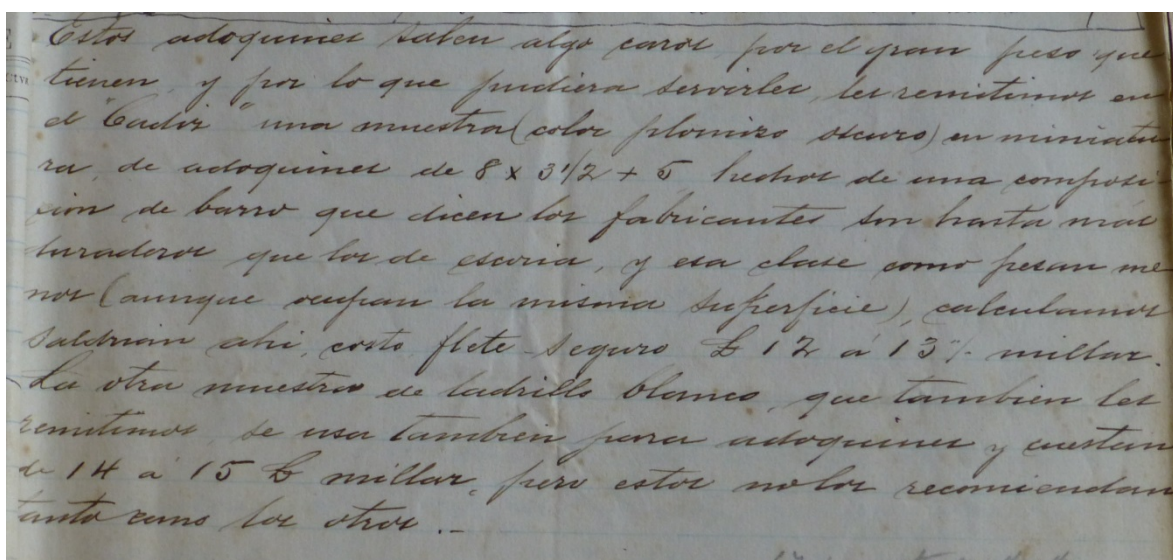 Estos adoquines salen algo caros por el gran peso que
tienen, y por lo que pudiera servirles, les remitimos en
el "Cadiz" una muestra (color plomizo oscuro) en miniatu
ra, de adoquines de 8 x 3 1/2 + 5 hechos de una composi
cion de barro que dicen los fabricantes son hasta mas
duraderos que los de escoria, y esa clase como pesan me
nos (aunque ocupan la misma superficie), calculamos
saldrian ahi, costo flete seguro £ 12 á 13 %. millar.
La otra muestra de ladrillo blanco, que tambien les
remitimos, se usa tambien para adoquines y cuestan
de 14 á 15 £ millar, pero estos no los recomiendan
tanto como los otros.-